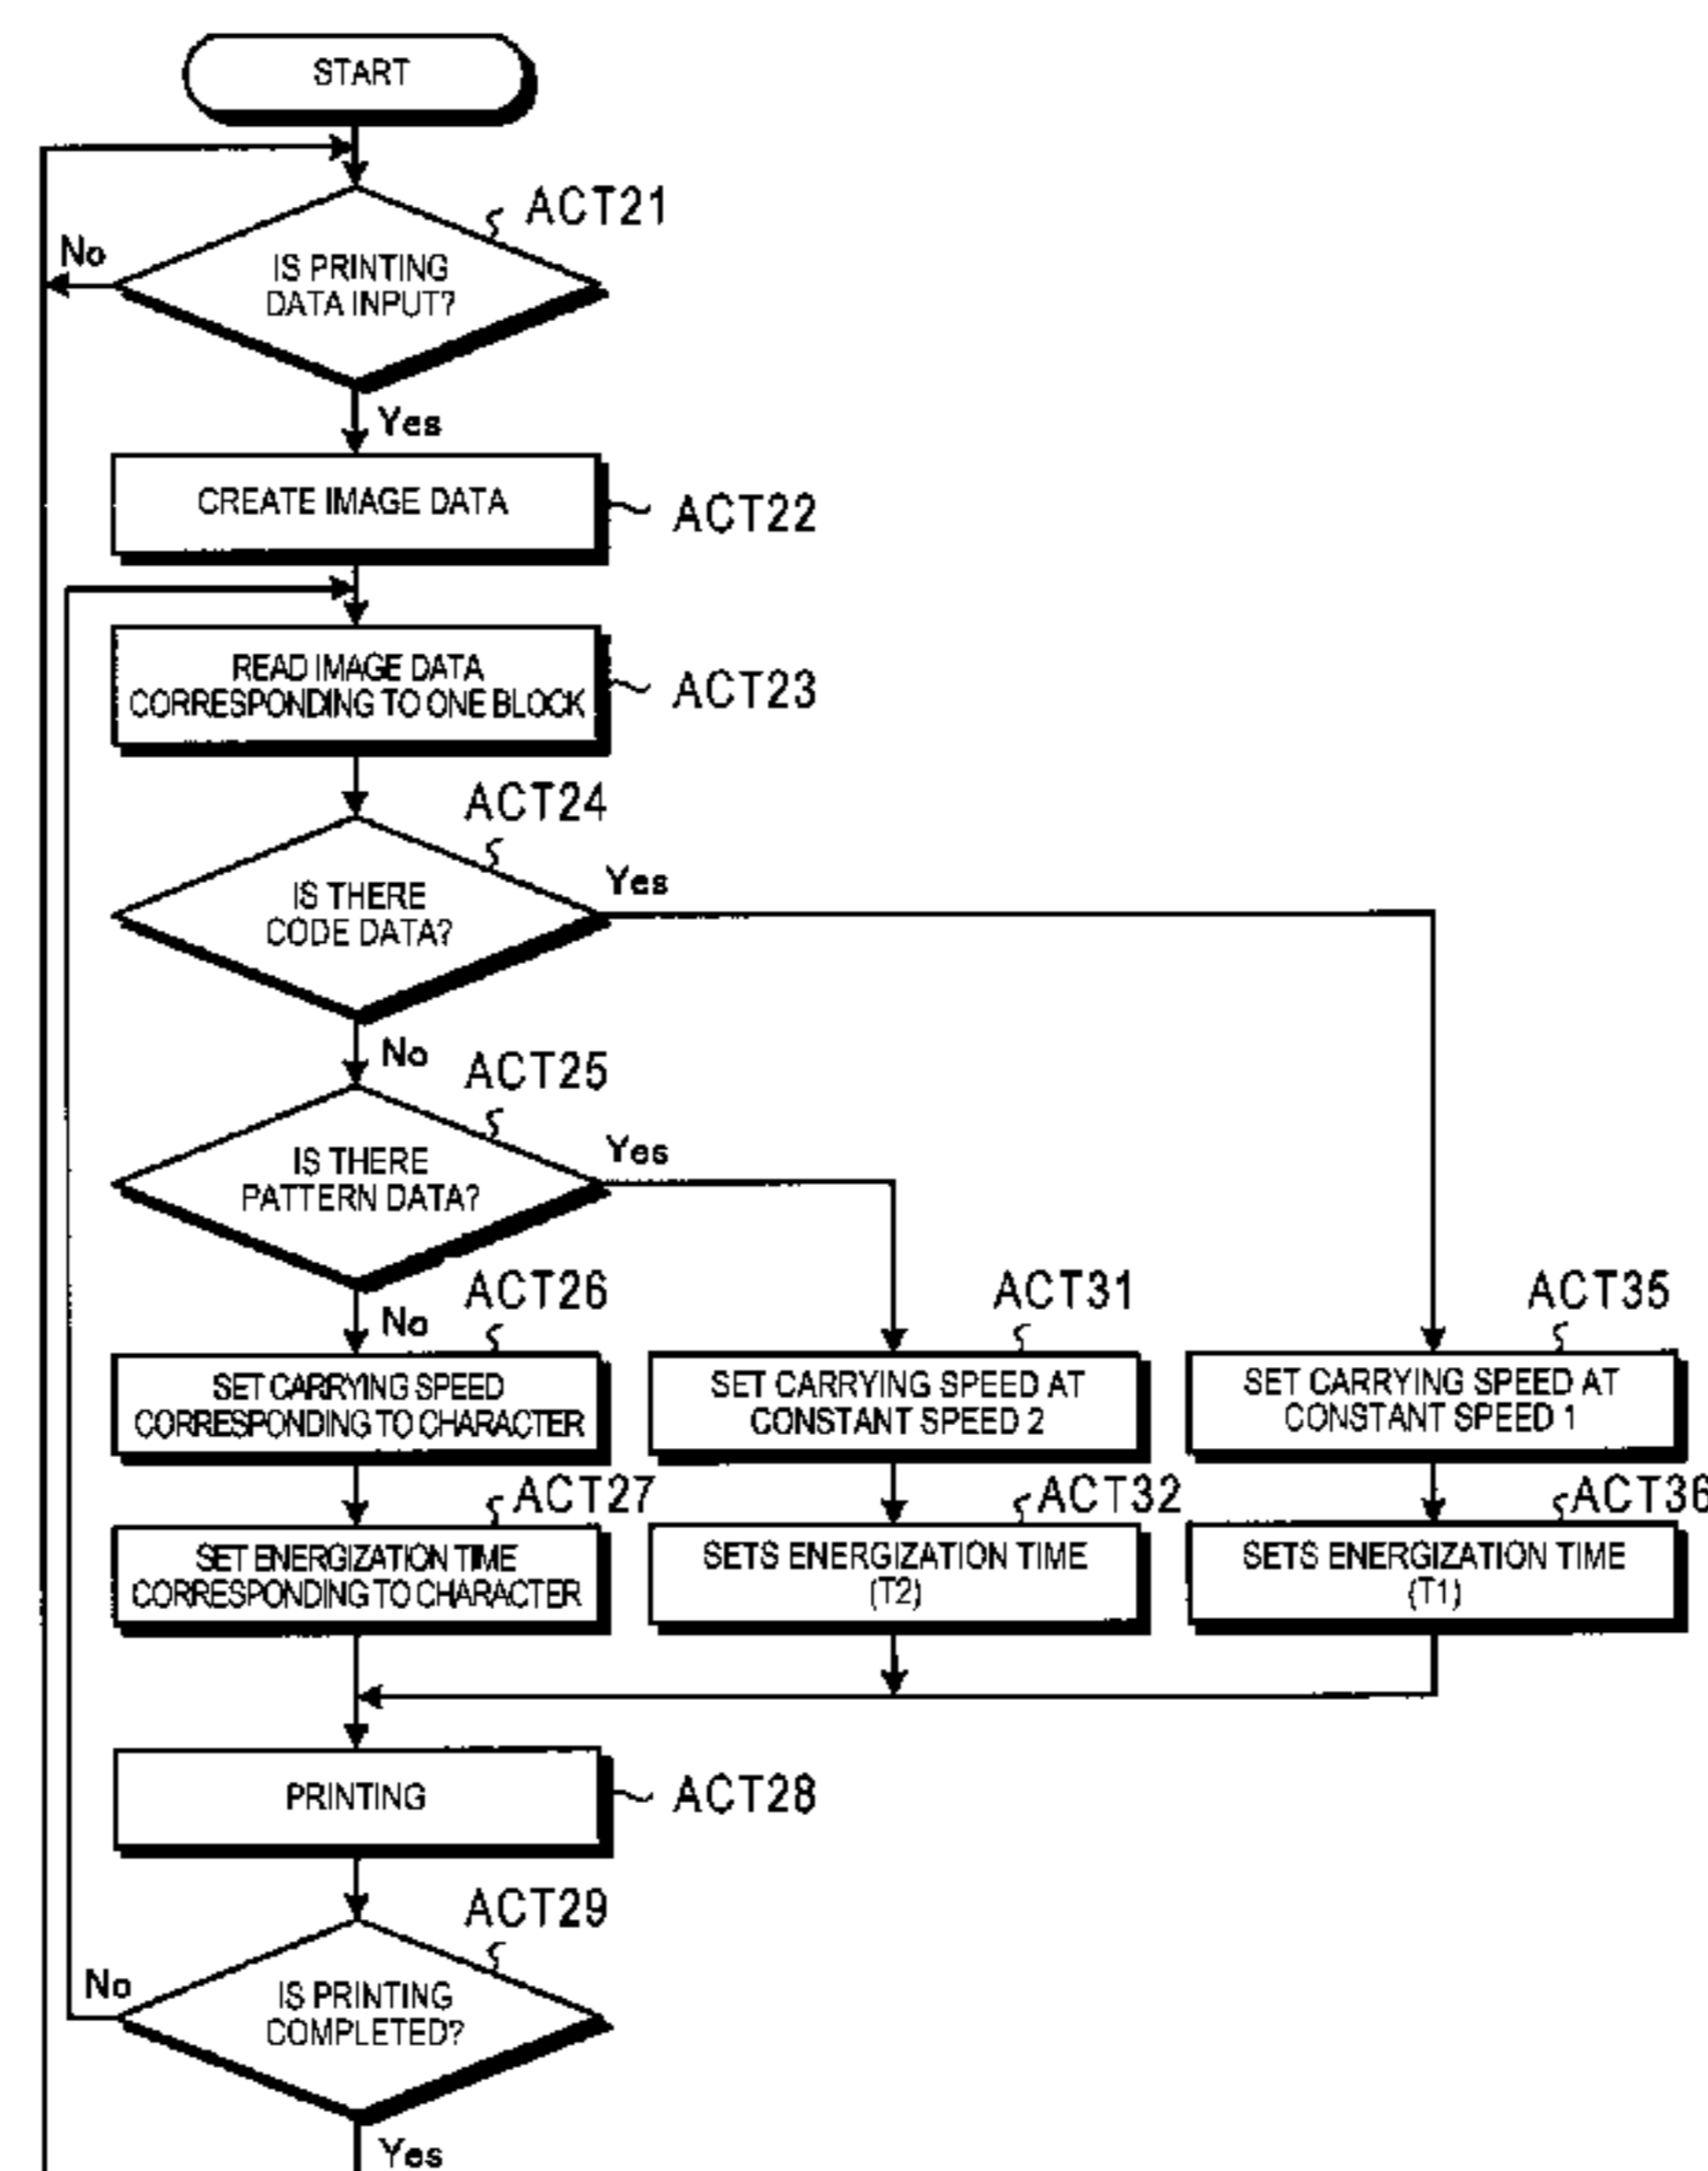 START
ACT21
No
IS PRINTING
DATA INPUT?
Yes
CREATE IMAGE DATA
ACT22
READ IMAGE DATA
CORRESPONDING TO ONE BLOCK
ACT23
ACT24
IS THERE
CODE DATA?
Yes
No
ACT25
IS THERE
PATTERN DATA?
Yes
No
ACT26
SET CARRYING SPEED
CORRESPONDING TO CHARACTER
ACT31
SET CARRYING SPEED AT
CONSTANT SPEED 2
ACT35
SET CARRYING SPEED AT
CONSTANT SPEED 1
ACT27
SET ENERGIZATION TIME
CORRESPONDING TO CHARACTER
ACT32
SETS ENERGIZATION TIME
(T2)
ACT36
SETS ENERGIZATION TIME
(T1)
PRINTING
ACT28
ACT29
No
IS PRINTING
COMPLETED?
Yes